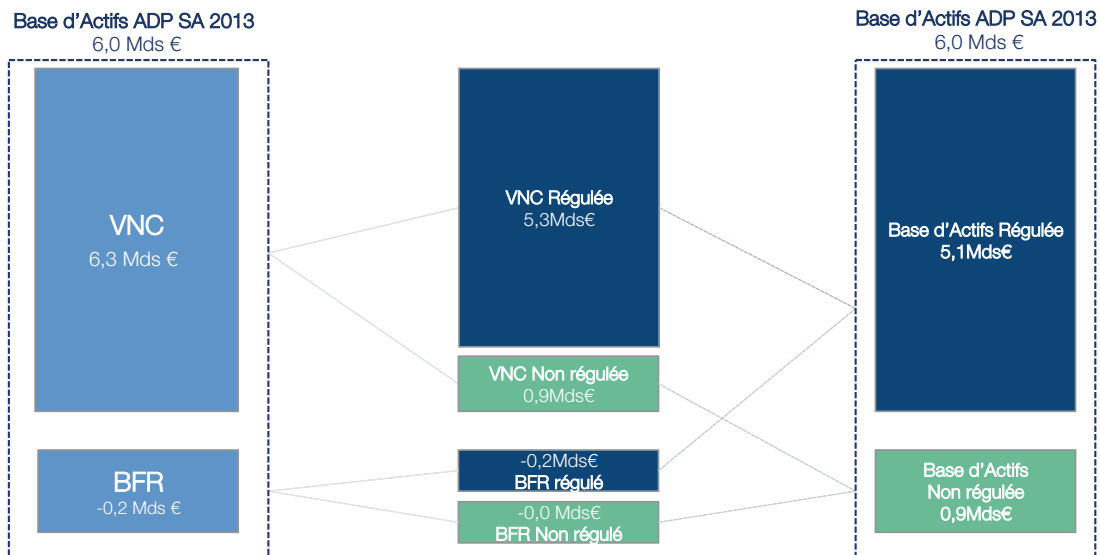 Base d’Actifs ADP SA 2013
6,0 Mds €
VNC
6,3 Mds €
BFR
-0,2 Mds €
VNC Régulée
5,3Mds€
VNC Non régulée
0,9Mds€
-0,2Mds€
BFR régulé
-0,0 Mds€
BFR Non régulé
Base d’Actifs ADP SA 2013
6,0 Mds €
Base d’Actifs Régulée
5,1Mds€
Base d’Actifs
Non régulée
0,9Mds€